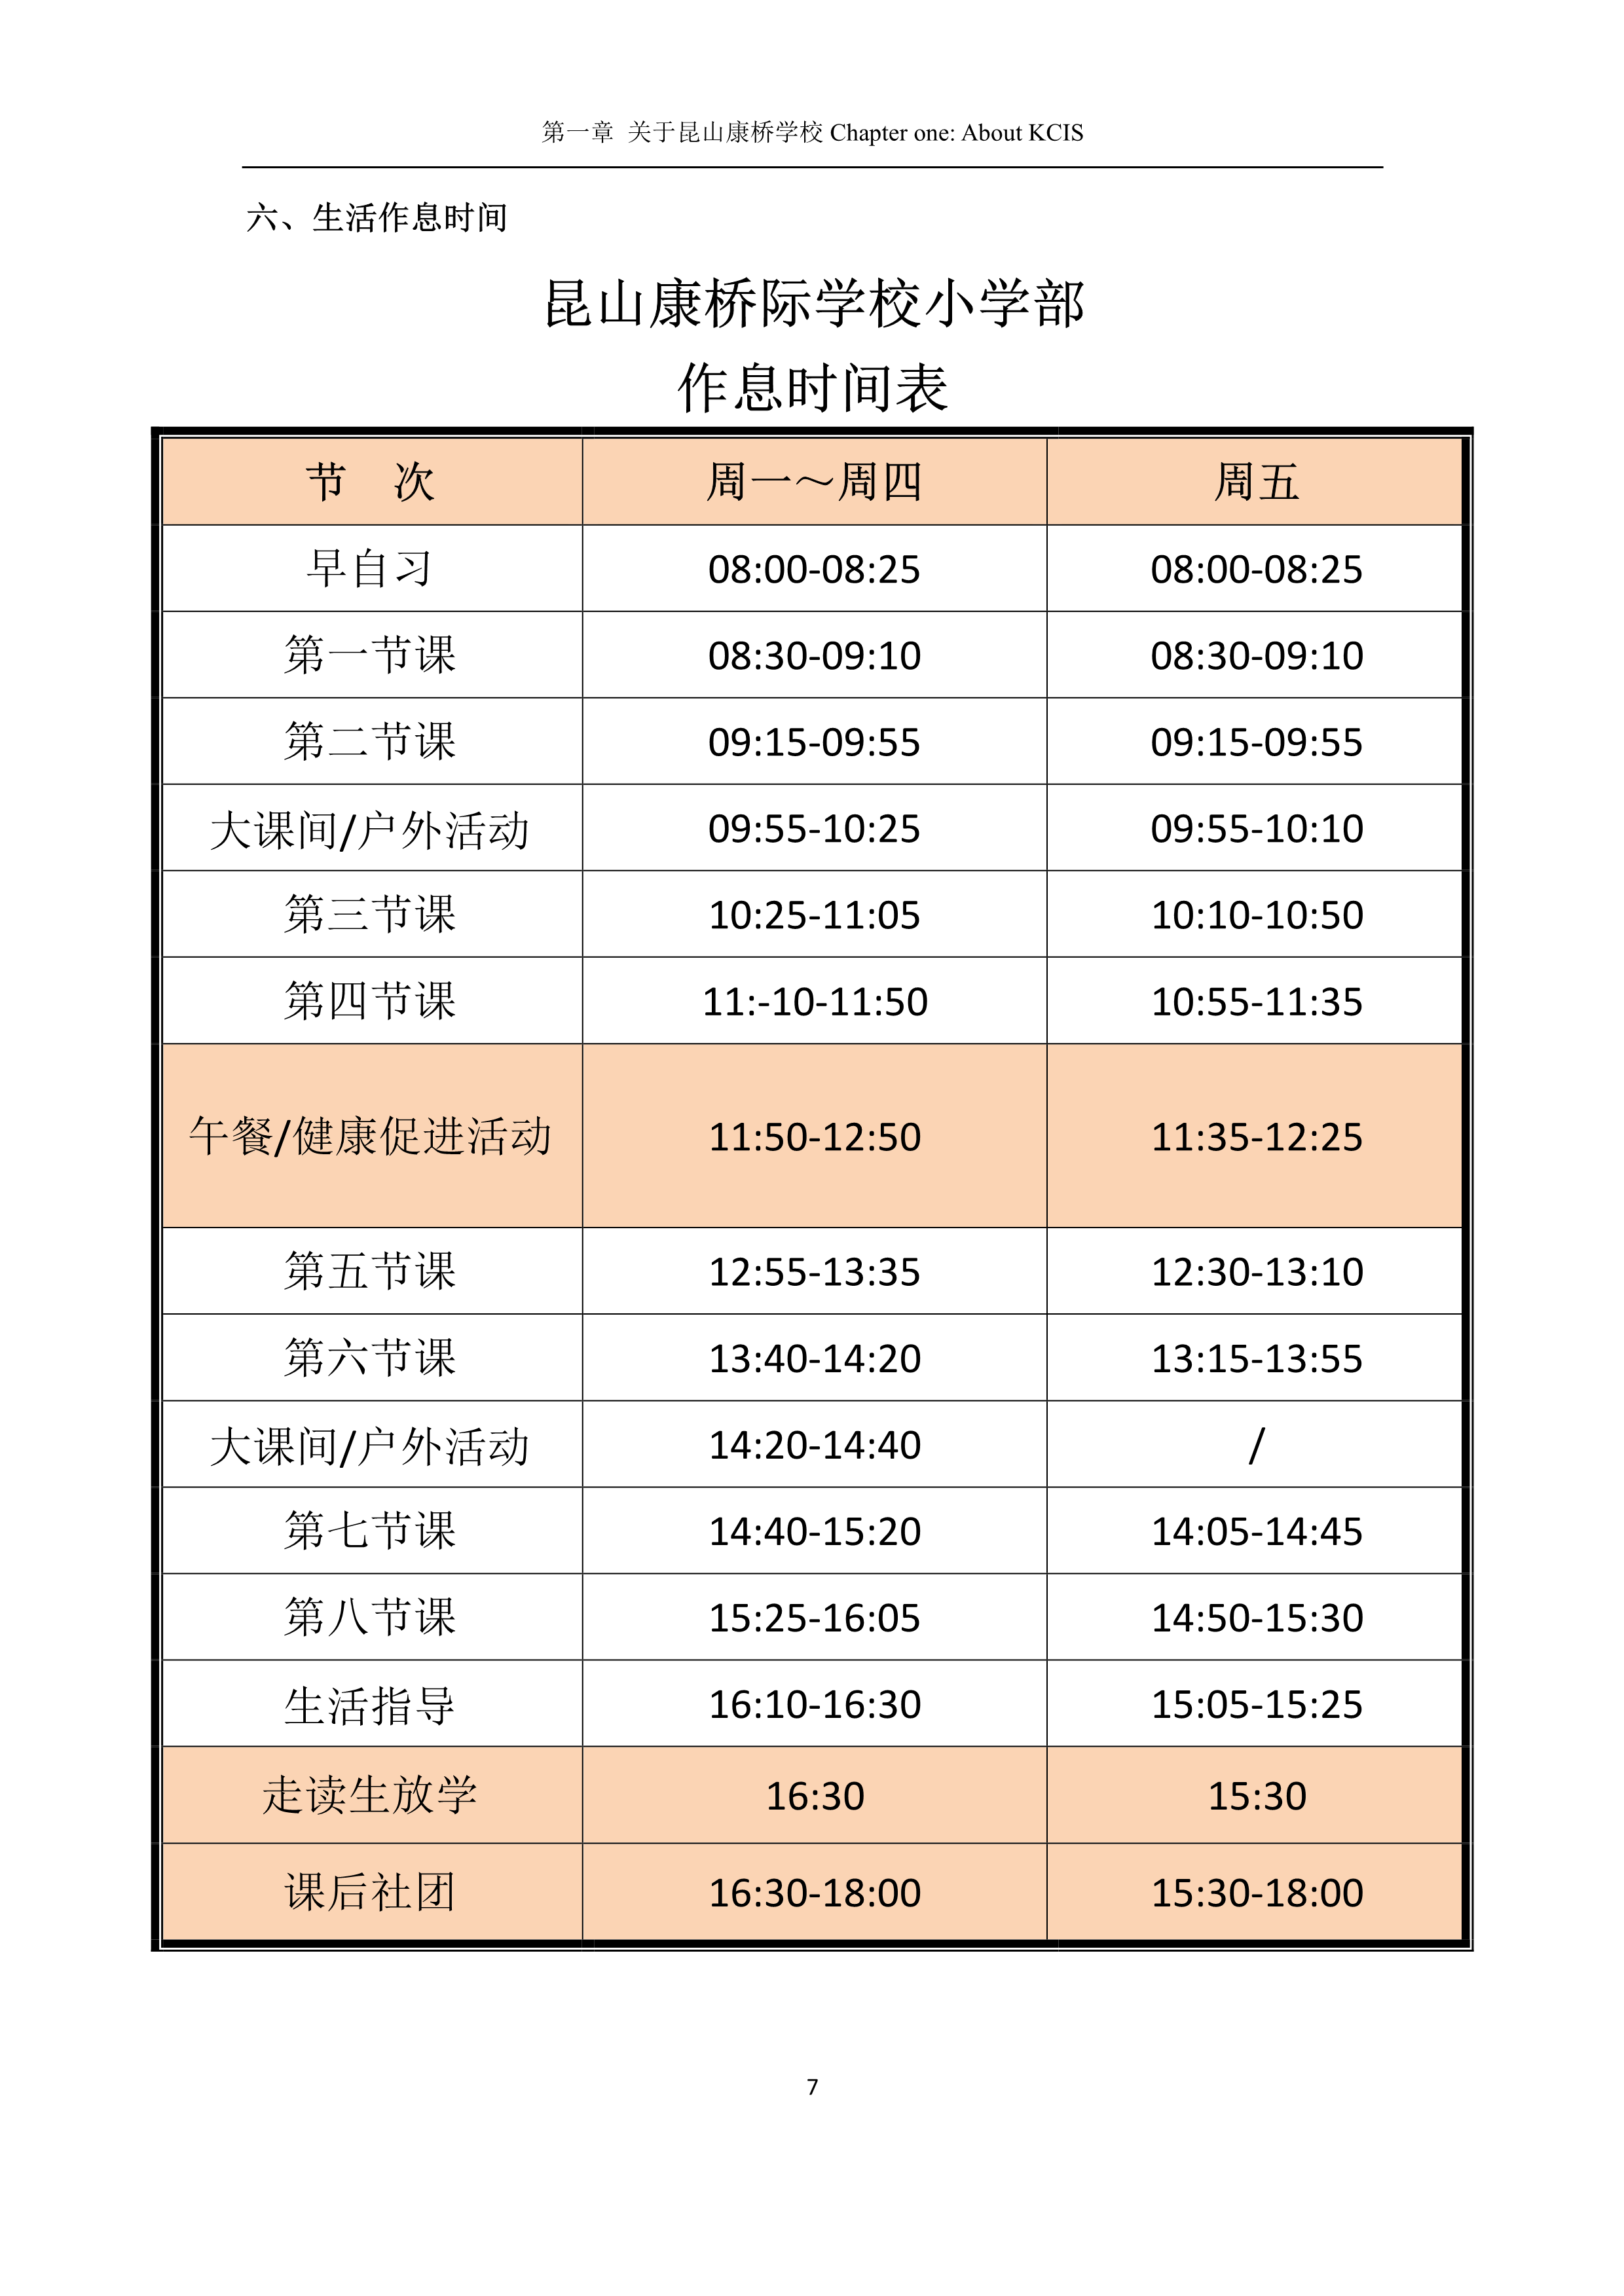 第一章 关于昆山康桥学校 Chapter one: About KCIS
六、生活作息时间
昆山康桥际学校小学部
作息时间表
节 次 周一～周四 周五
早自习 08:00-08:25 08:00-08:25
第一节课 08:30-09:10 08:30-09:10
第二节课 09:15-09:55 09:15-09:55
大课间/户外活动 09:55-10:25 09:55-10:10
第三节课 10:25-11:05 10:10-10:50
第四节课 11:-10-11:50 10:55-11:35
午餐/健康促进活动 11:50-12:50 11:35-12:25
第五节课 12:55-13:35 12:30-13:10
第六节课 13:40-14:20 13:15-13:55
大课间/户外活动 14:20-14:40 /
第七节课 14:40-15:20 14:05-14:45
第八节课 15:25-16:05 14:50-15:30
生活指导 16:10-16:30 15:05-15:25
走读生放学 16:30 15:30
课后社团 16:30-18:00 15:30-18:00
7